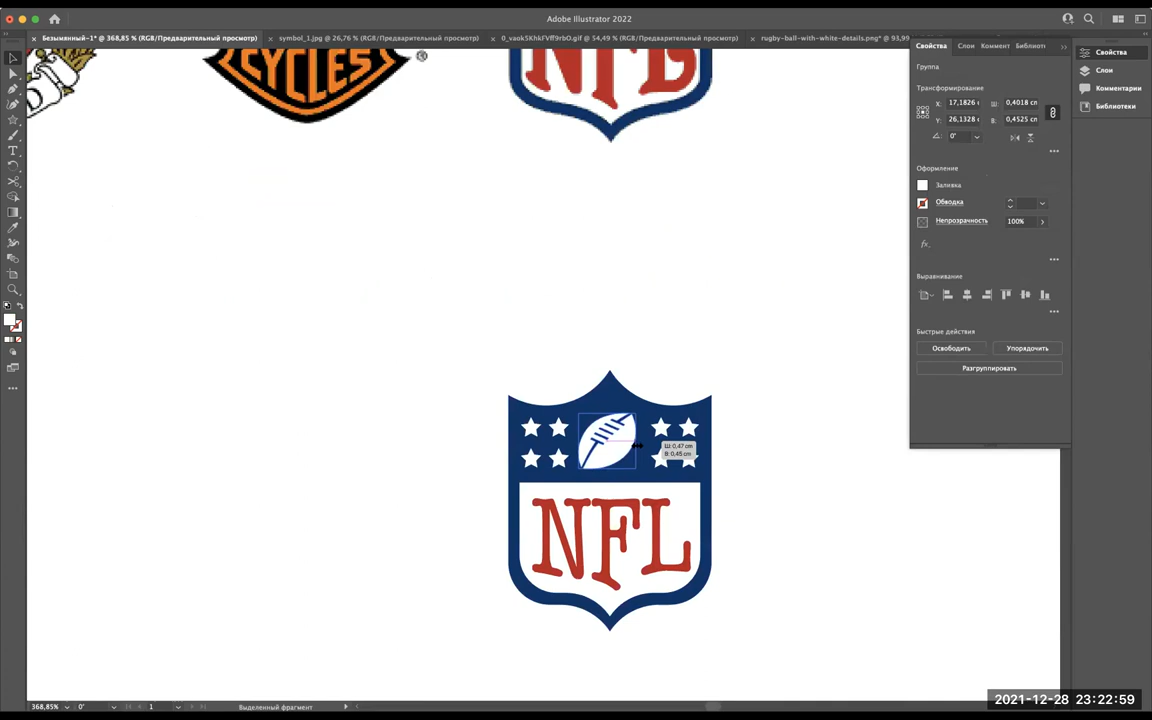 Adobe Illustrator 2022
Безымянный-1* @ 368,85 % (RGB/Предварительный просмотр)
symbol_1.jpg @ 26,76 % (RGB/Предварительный просмотр)
0_vaok5KhkFVff9rbO.gif @ 54,49 % (RGB/Предварительный просмотр)
rugby-ball-with-white-details.png* @ 93,99
CYCLES
®
NFL
Свойства
Слои
Коммент
Библиот
Группа
Трансформирование
X: 17,1826
Ш: 0,4018 cm
Y: 26,1328
В: 0,4525 cm
0°
Оформление
Заливка
Обводка
Непрозрачность
100%
fx.
Выравнивание
Быстрые действия
Освободить
Упорядочить
Разгруппировать
Свойства
Слои
Комментарии
Библиотеки
Ш: 0,47 cm
В: 0,45 cm
NFL
368,85%
0°
1
Выделенный фрагмент
2021-12-28 23:22:59